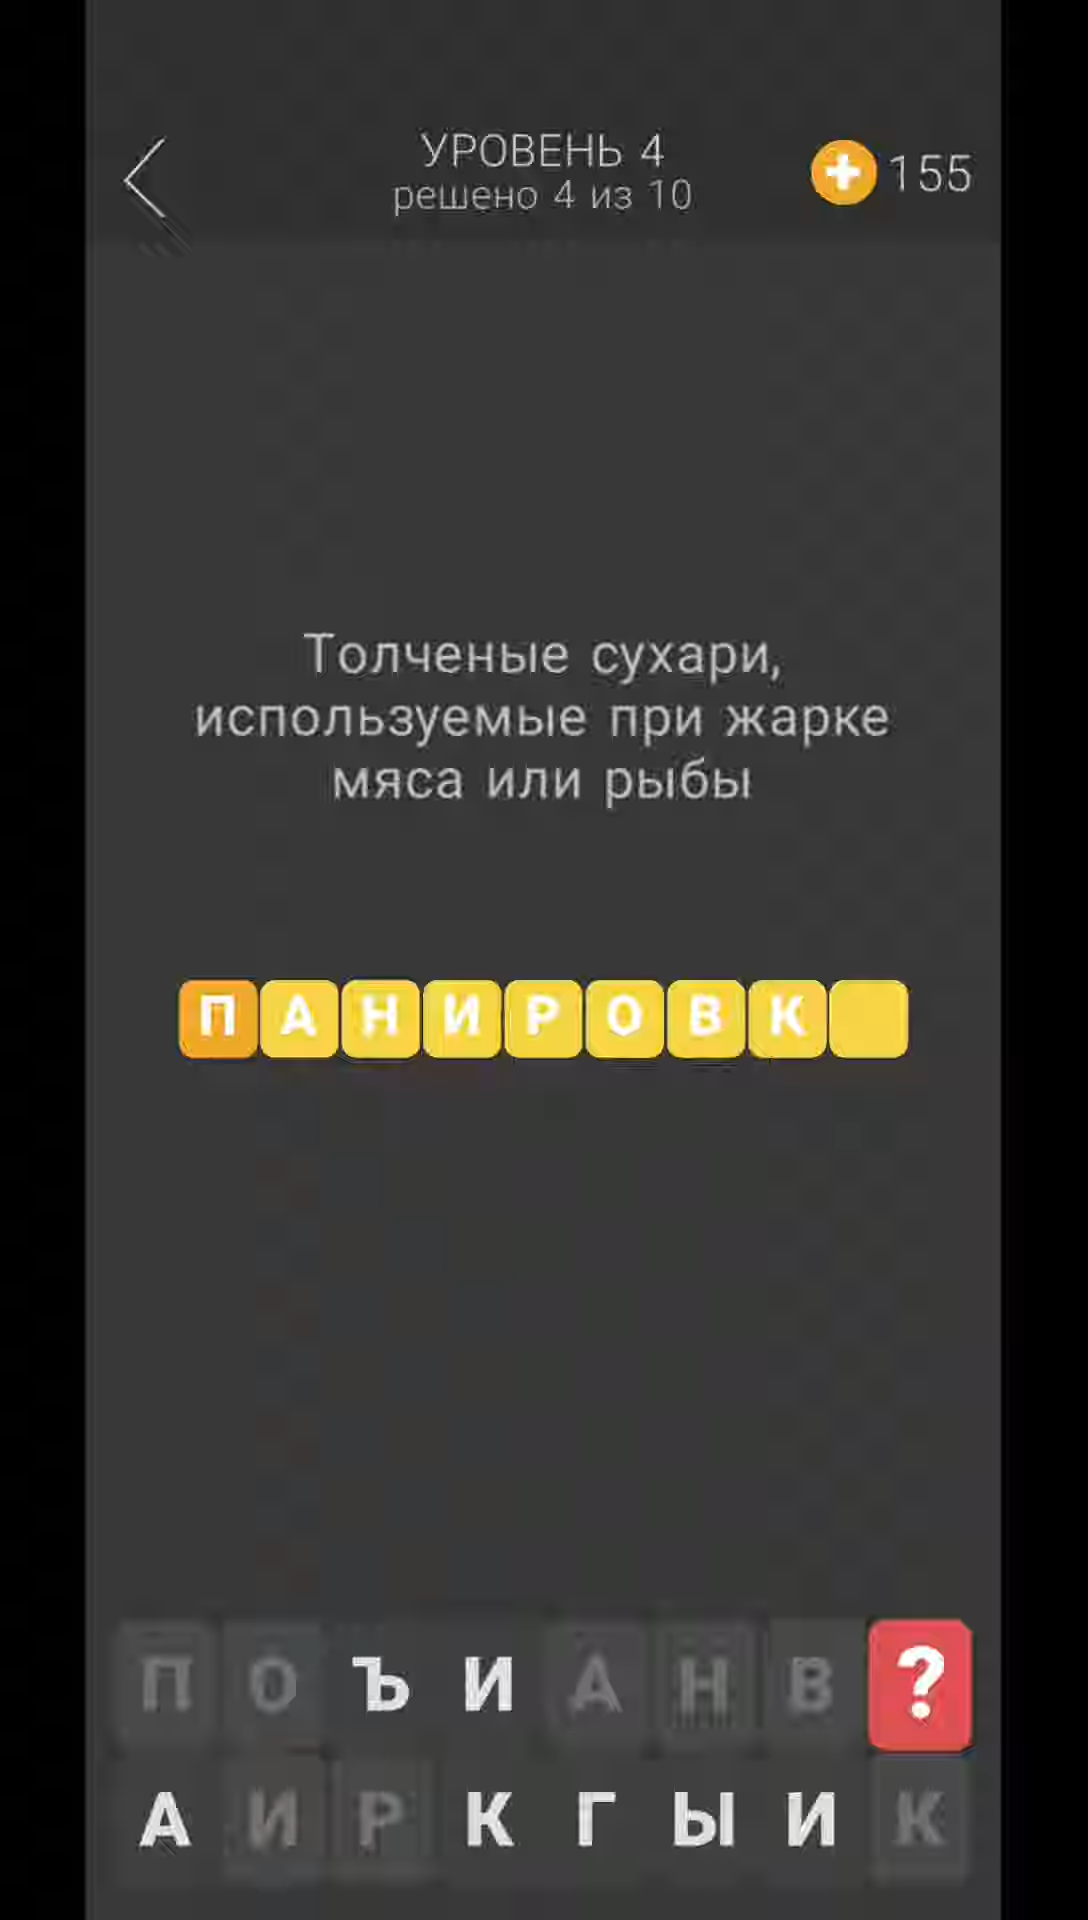 УРОВЕНЬ 4
решено 4 из 10
155
Толченые сухари,
используемые при жарке
мяса или рыбы
ПАНИРОВК
П О Ъ И А Н В ?
А И Р К Г Ы И К